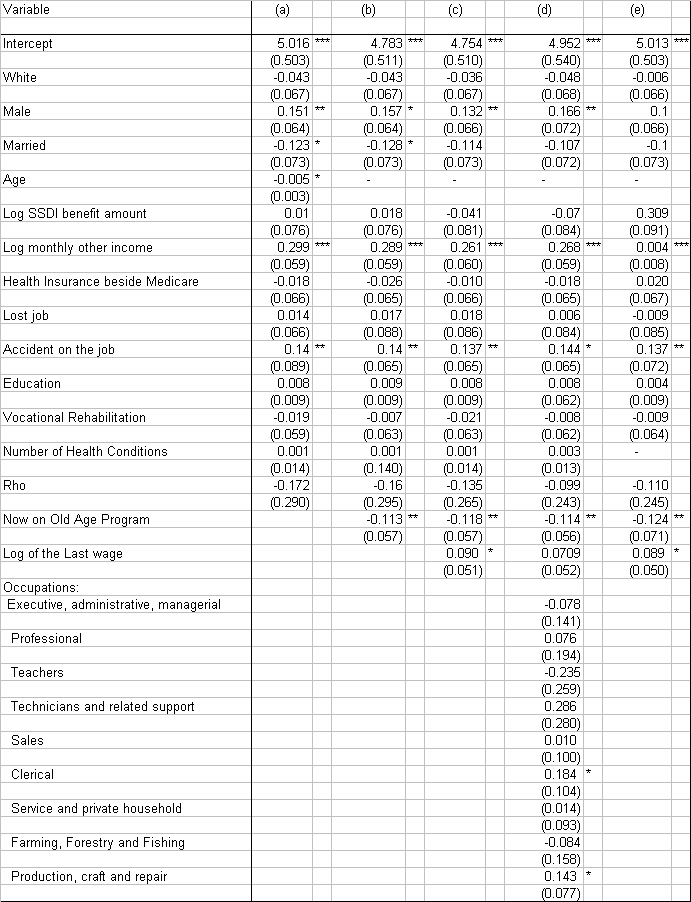 Variable (a) (b) (c) (d) (e)
Intercept 5.016 *** 4.783 *** 4.754 *** 4.952 *** 5.013 ***
(0.503) (0.511) (0.510) (0.540) (0.503)
White -0.043 -0.043 -0.036 -0.048 -0.006
(0.067) (0.067) (0.067) (0.068) (0.066)
Male 0.151 ** 0.157 * 0.132 ** 0.166 ** 0.1
(0.064) (0.064) (0.066) (0.072) (0.066)
Married -0.123 * -0.128 * -0.114 -0.107 -0.1
(0.073) (0.073) (0.073) (0.072) (0.073)
Age -0.005 * - - - -
(0.003)
Log SSDI benefit amount 0.01 0.018 -0.041 -0.07 0.309
(0.076) (0.076) (0.081) (0.084) (0.091)
Log monthly other income 0.299 *** 0.289 *** 0.261 *** 0.268 *** 0.004 ***
(0.059) (0.059) (0.060) (0.059) (0.008)
Health Insurance beside Medicare -0.018 -0.026 -0.010 -0.018 0.020
(0.066) (0.065) (0.066) (0.065) (0.067)
Lost job 0.014 0.017 0.018 0.006 -0.009
(0.066) (0.088) (0.086) (0.084) (0.085)
Accident on the job 0.14 ** 0.14 ** 0.137 ** 0.144 * 0.137 **
(0.089) (0.065) (0.065) (0.065) (0.072)
Education 0.008 0.009 0.008 0.008 0.004
(0.009) (0.009) (0.009) (0.062) (0.009)
Vocational Rehabilitation -0.019 -0.007 -0.021 -0.008 -0.009
(0.059) (0.063) (0.063) (0.062) (0.064)
Number of Health Conditions 0.001 0.001 0.001 0.003 -
(0.014) (0.140) (0.014) (0.013)
Rho -0.172 -0.16 -0.135 -0.099 -0.110
(0.290) (0.295) (0.265) (0.243) (0.245)
Now on Old Age Program -0.113 ** -0.118 ** -0.114 ** -0.124 **
(0.057) (0.057) (0.056) (0.071)
Log of the Last wage 0.090 * 0.0709 0.089 *
(0.051) (0.052) (0.050)
Occupations:
Executive, administrative, managerial -0.078
(0.141)
Professional 0.076
(0.194)
Teachers -0.235
(0.259)
Technicians and related support 0.286
(0.280)
Sales 0.010
(0.100)
Clerical 0.184 *
(0.104)
Service and private household (0.014)
(0.093)
Farming, Forestry and Fishing -0.084
(0.158)
Production, craft and repair 0.143 *
(0.077)